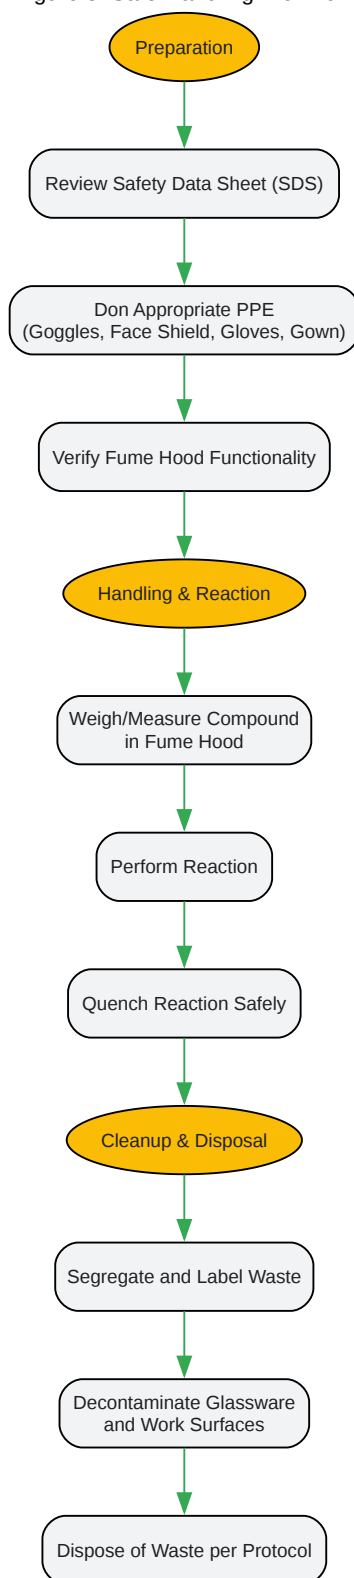 Preparation
Review Safety Data Sheet (SDS)
Don Appropriate PPE
(Goggles, Face Shield, Gloves, Gown)
Verify Fume Hood Functionality
Handling & Reaction
Weigh/Measure Compound
in Fume Hood
Perform Reaction
Quench Reaction Safely
Cleanup & Disposal
Segregate and Label Waste
Decontaminate Glassware
and Work Surfaces
Dispose of Waste per Protocol